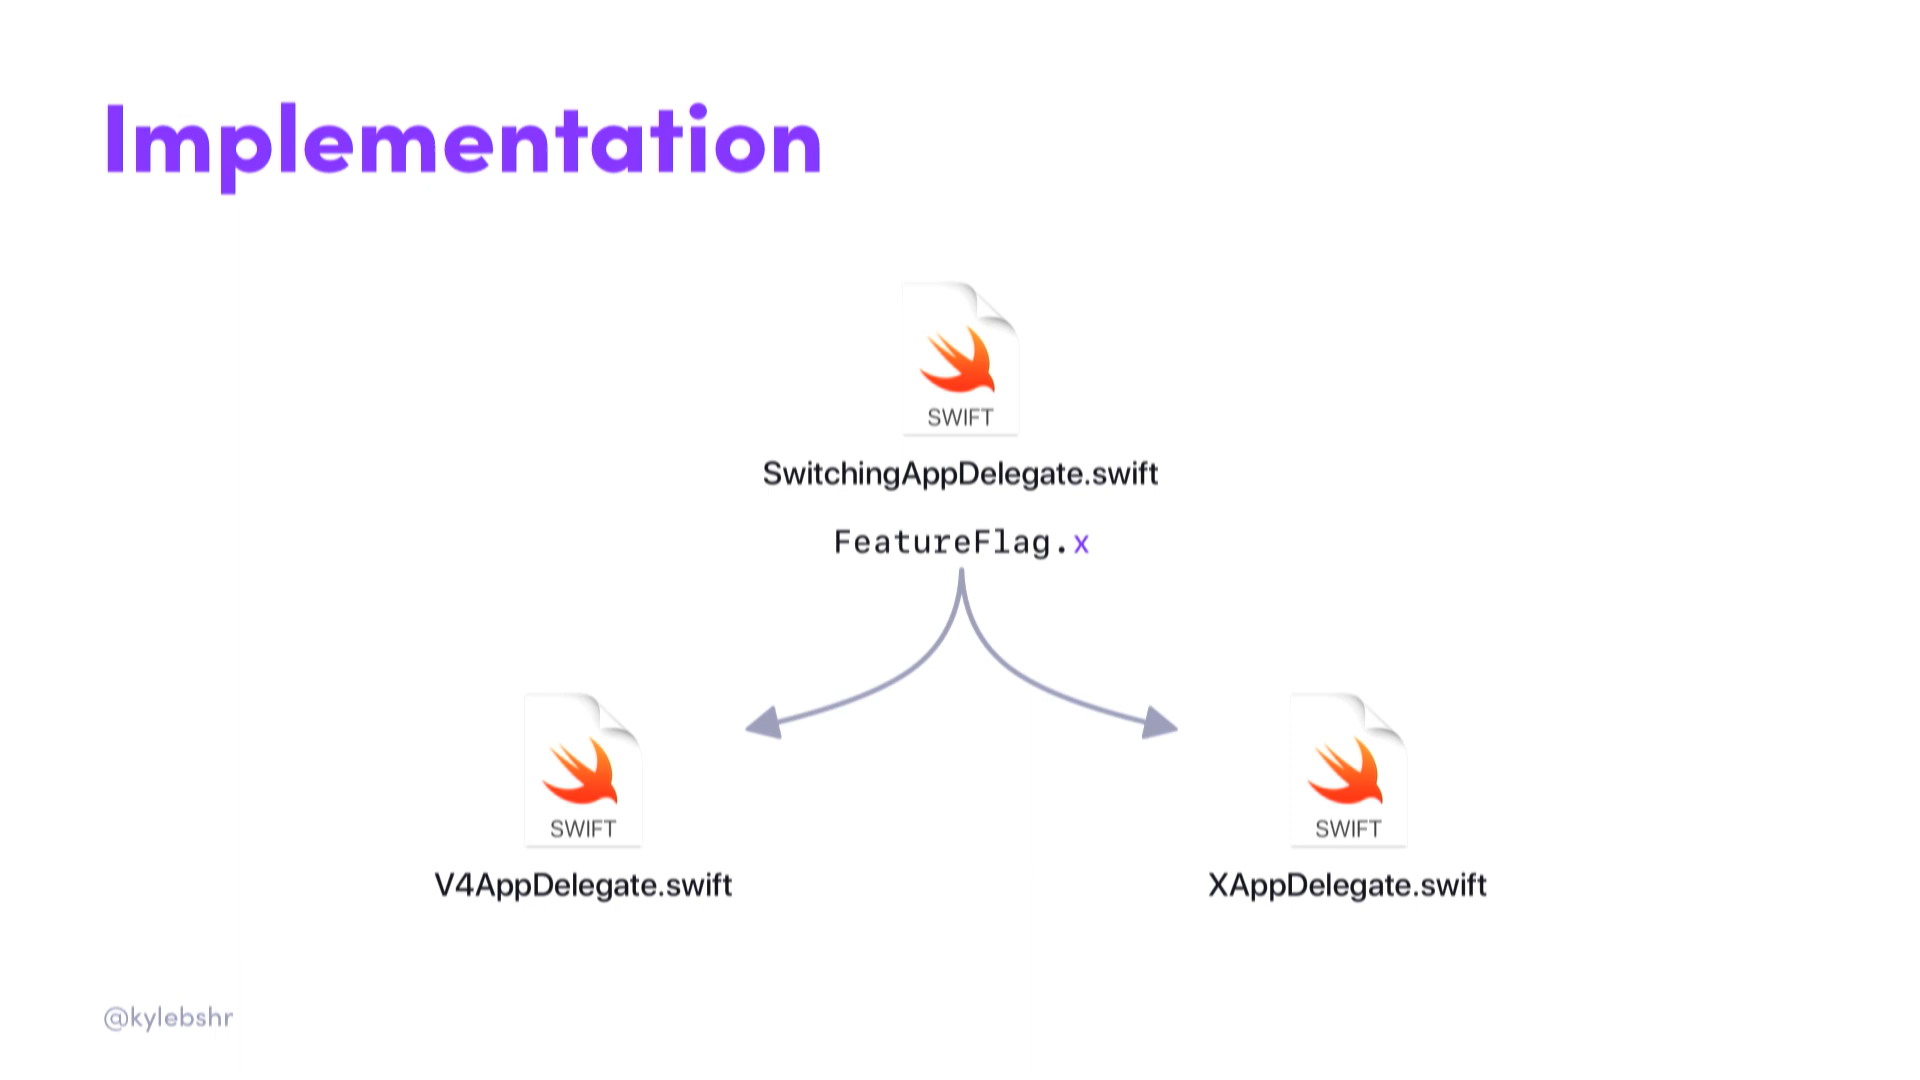 Implementation
SWIFT
SwitchingAppDelegate.swift
FeatureFlag.x
SWIFT
V4AppDelegate.swift
SWIFT
XAppDelegate.swift
@kylebshr